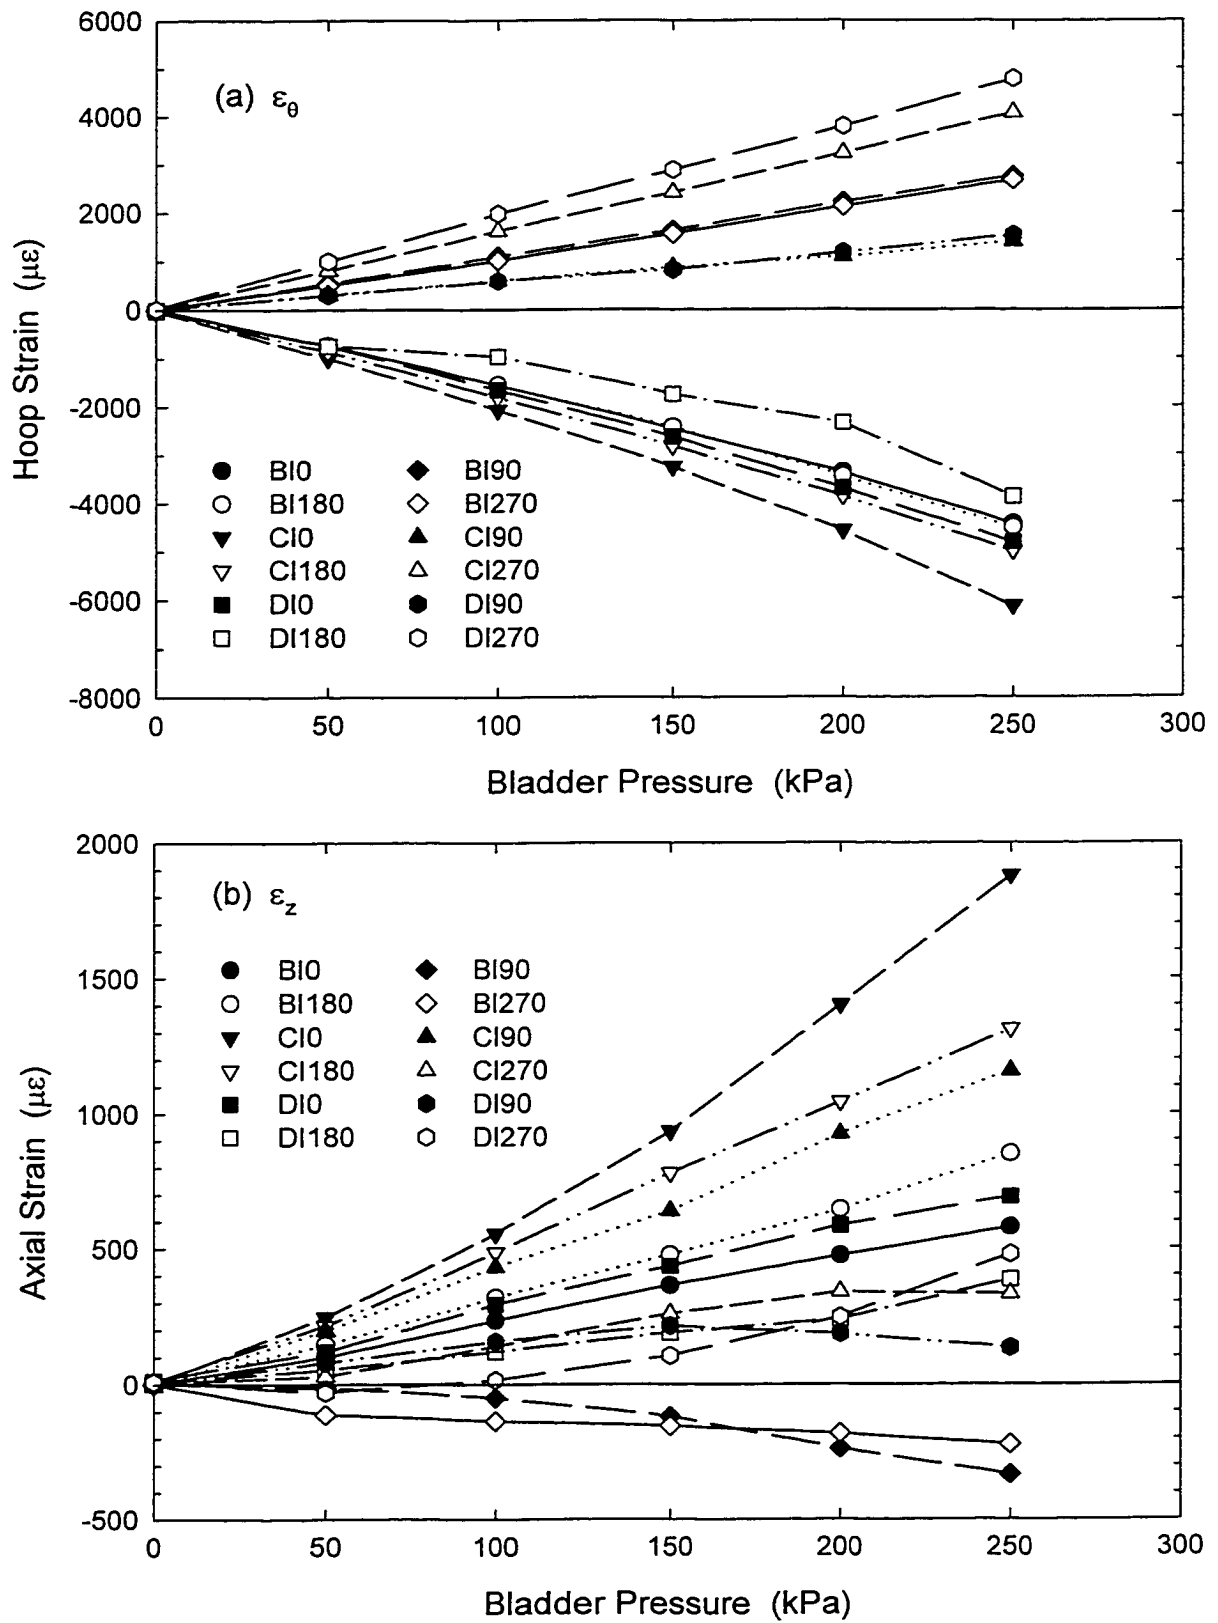 6000
4000
2000
0
-2000
-4000
-6000
-8000
Hoop Strain (με)
(a) εθ
BI0
BI180
CI0
CI180
DI0
DI180
BI90
BI270
CI90
CI270
DI90
DI270
0 50 100 150 200 250 300
Bladder Pressure (kPa)
2000
1500
1000
500
0
-500
Axial Strain (με)
(b) εz
BI0
BI180
CI0
CI180
DI0
DI180
BI90
BI270
CI90
CI270
DI90
DI270
0 50 100 150 200 250 300
Bladder Pressure (kPa)